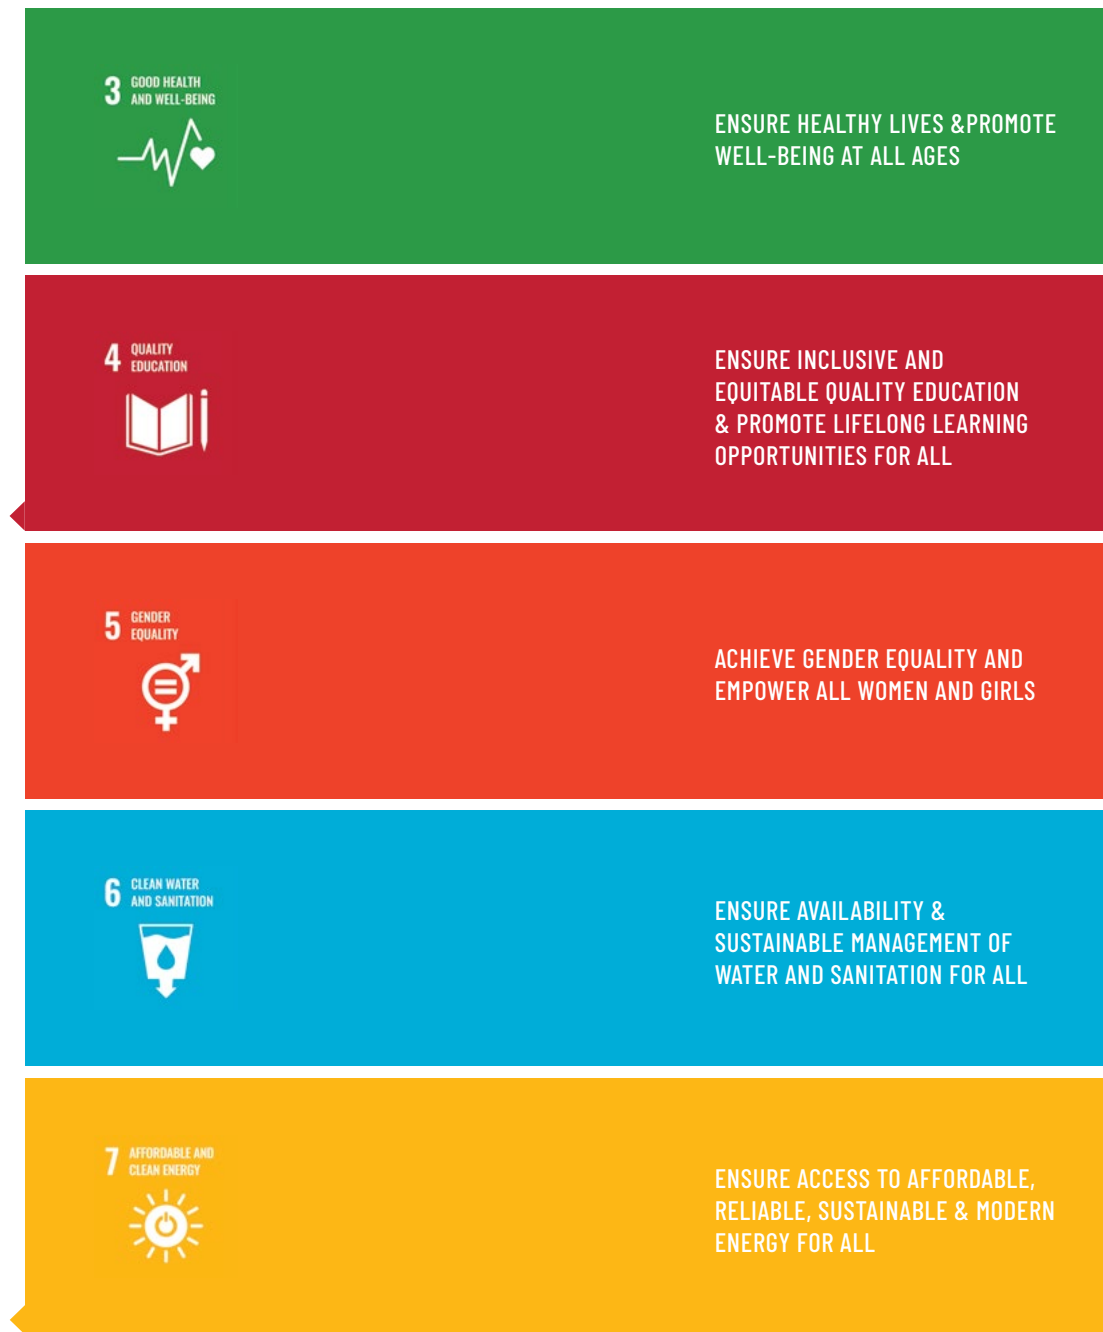 3 GOOD HEALTH
AND WELL-BEING
ENSURE HEALTHY LIVES &PROMOTE
WELL-BEING AT ALL AGES
4 QUALITY
EDUCATION
ENSURE INCLUSIVE AND
EQUITABLE QUALITY EDUCATION
& PROMOTE LIFELONG LEARNING
OPPORTUNITIES FOR ALL
5 GENDER
EQUALITY
ACHIEVE GENDER EQUALITY AND
EMPOWER ALL WOMEN AND GIRLS
6 CLEAN WATER
AND SANITATION
ENSURE AVAILABILITY &
SUSTAINABLE MANAGEMENT OF
WATER AND SANITATION FOR ALL
7 AFFORDABLE AND
CLEAN ENERGY
ENSURE ACCESS TO AFFORDABLE,
RELIABLE, SUSTAINABLE & MODERN
ENERGY FOR ALL